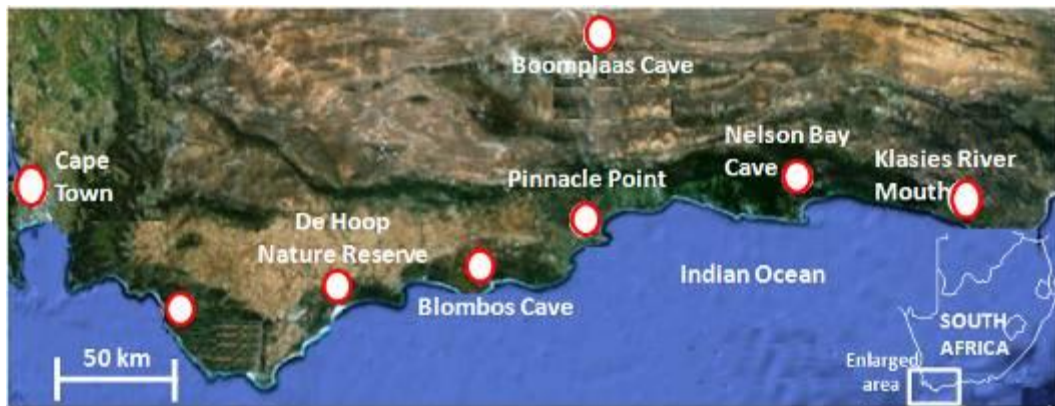 Boomplaas Cave
Nelson Bay
Cave
Klasies River
Mouth
Cape
Town
Pinnacle Point
De Hoop
Nature Reserve
Indian Ocean
Blombos Cave
50 km
SOUTH
AFRICA
Enlarged
area